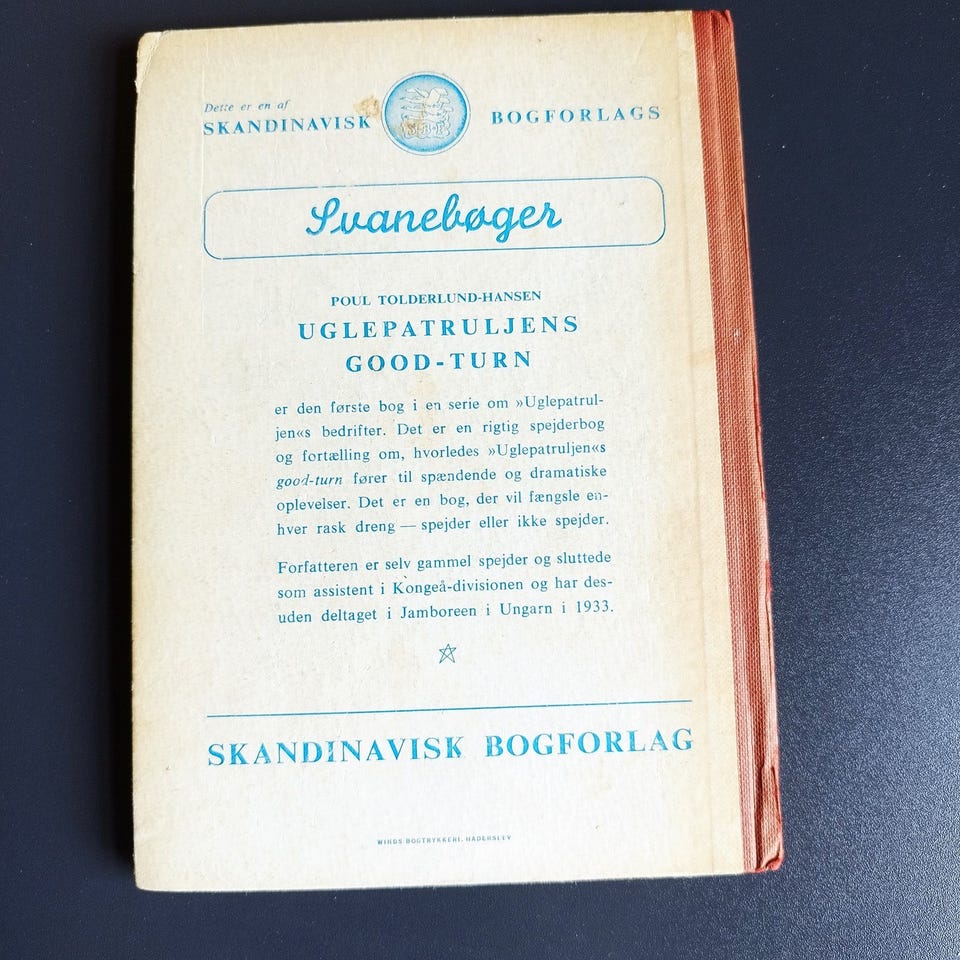 Dette er en af
SKANDINAVISK BOGFORLAGS
S·B·F
Svanebøger
POUL TOLDERLUND-HANSEN
UGLEPATRULJENS
GOOD-TURN
er den første bog i en serie om »Uglepatrul-
jen«s bedrifter. Det er en rigtig spejderbog
og fortælling om, hvorledes »Uglepatruljen«s
good-turn fører til spændende og dramatiske
oplevelser. Det er en bog, der vil fængsle en-
hver rask dreng — spejder eller ikke spejder.
Forfatteren er selv gammel spejder og sluttede
som assistent i Kongeå-divisionen og har des-
uden deltaget i Jamboreen i Ungarn i 1933.
SKANDINAVISK BOGFORLAG
WINDS BOGTRYKKERI, HADERSLEV